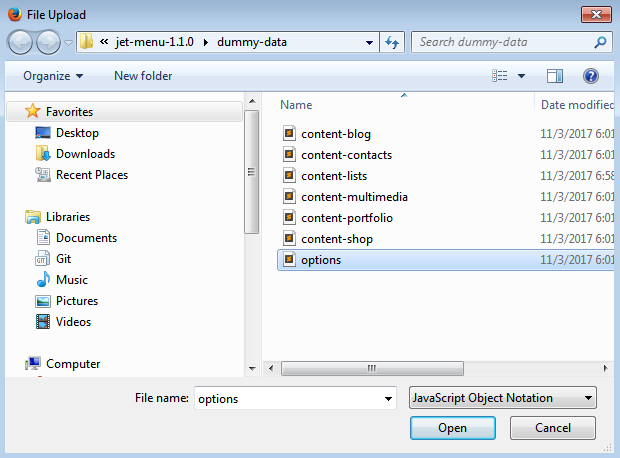 File Upload
« jet-menu-1.1.0 dummy-data
Search dummy-data
Organize New folder
Favorites
Desktop
Downloads
Recent Places
Libraries
Documents
Git
Music
Pictures
Videos
Computer
Name Date modified
content-blog 11/3/2017 6:01
content-contacts 11/3/2017 6:01
content-lists 11/3/2017 6:58
content-multimedia 11/3/2017 6:01
content-portfolio 11/3/2017 6:01
content-shop 11/3/2017 6:01
options 11/3/2017 6:01
File name: options JavaScript Object Notation
Open Cancel